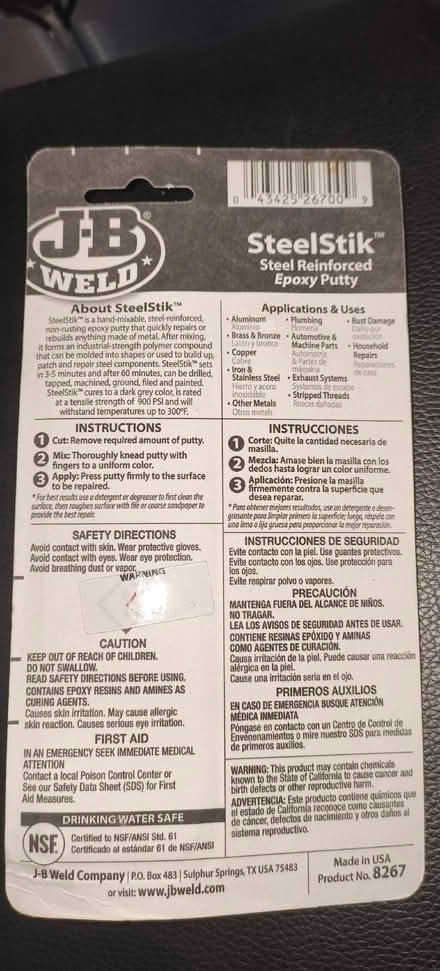 0 43425 26700 9
J-B
®
WELD
SteelStik™
Steel Reinforced
Epoxy Putty
About SteelStik™
SteelStik™ is a hand-mixable, steel-reinforced,
non-rusting epoxy putty that quickly repairs or
rebuilds anything made of metal. After mixing,
it forms an industrial-strength polymer compound
that can be molded into shapes or used to build up,
patch and repair steel components. SteelStik™ sets
in 3-5 minutes and after 60 minutes, can be drilled,
tapped, machined, ground, filed and painted.
SteelStik™ cures to a dark grey color, is rated
at a tensile strength of 900 PSI and will
withstand temperatures up to 300°F.
Applications & Uses
• Aluminum
Aluminio
• Brass & Bronze
Latón y bronce
• Copper
Cobre
• Iron &
Stainless Steel
Hierro y acero
inoxidable
• Other Metals
Otros metals
• Plumbing
Plomería
• Automotive &
Machine Parts
Automotriz
& Partes de
máquina
• Exhaust Systems
Systemas de escape
• Stripped Threads
Roscas dañadas
• Rust Damage
Daño por
oxidación
• Household
Repairs
Reparaciones
de casa
INSTRUCTIONS
1 Cut: Remove required amount of putty.
2 Mix: Thoroughly knead putty with
fingers to a uniform color.
3 Apply: Press putty firmly to the surface
to be repaired.
* For best results use a detergent or degreaser to first clean the
surface, then roughen surface with file or coarse sandpaper to
provide the best repair.
INSTRUCCIONES
1 Corte: Quite la cantidad necesaria de
masilla.
2 Mezcla: Amase bien la masilla con los
dedos hasta lograr un color uniforme.
3 Aplicación: Presione la masilla
firmemente contra la superficie que
desea reparar.
* Para obtener mejores resultados, use an detergente o desen-
grasante para limpiar primero la superficie; luego, ráspela con
una lima o lija gruesa para proporcionar la mejor reparación.
SAFETY DIRECTIONS
Avoid contact with skin. Wear protective gloves.
Avoid contact with eyes. Wear eye protection.
Avoid breathing dust or vapor.
WARNING
CAUTION
KEEP OUT OF REACH OF CHILDREN.
DO NOT SWALLOW.
READ SAFETY DIRECTIONS BEFORE USING.
CONTAINS EPOXY RESINS AND AMINES AS
CURING AGENTS.
Causes skin irritation. May cause allergic
skin reaction. Causes serious eye irritation.
FIRST AID
IN AN EMERGENCY SEEK IMMEDIATE MEDICAL
ATTENTION
Contact a local Poison Control Center or
See our Safety Data Sheet (SDS) for First
Aid Measures.
INSTRUCCIONES DE SEGURIDAD
Evite contacto con la piel. Use guantes protectivos.
Evite contacto con los ojos. Use protección para
los ojos.
Evite respirar polvo o vapores.
PRECAUCIÓN
MANTENGA FUERA DEL ALCANCE DE NIÑOS.
NO TRAGAR.
LEA LOS AVISOS DE SEGURIDAD ANTES DE USAR.
CONTIENE RESINAS EPÓXIDO Y AMINAS
COMO AGENTES DE CURACIÓN.
Causa irritación de la piel. Puede causar una reacción
alérgica en la piel.
Cause una irritación seria en el ojo.
PRIMEROS AUXILIOS
EN CASO DE EMERGENCIA BUSQUE ATENCIÓN
MÉDICA INMEDIATA
Póngase en contacto con un Centro de Control de
Envenenamientos o mire nuestro SDS para medidas
de primeros auxilios.
WARNING: This product may contain chemicals
known to the State of California to cause cancer and
birth defects or other reproductive harm.
ADVERTENCIA: Este producto contiene químicos que
el estado de California reconoce como causantes
de cáncer, defectos de nacimiento y otros daños al
sistema reproductivo.
DRINKING WATER SAFE
NSF
Certified to NSF/ANSI Std. 61
Certificado al estándar 61 de NSF/ANSI
J-B Weld Company | P.O. Box 483 | Sulphur Springs, TX USA 75483
or visit: www.jbweld.com
Made in USA
Product No. 8267